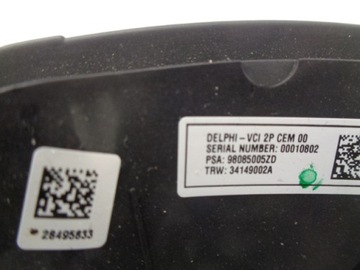 DELPHI-VCI 2P CEM 00
SERIAL NUMBER: 00010802
PSA: 98085005ZD
TRW: 34149002A
28495833